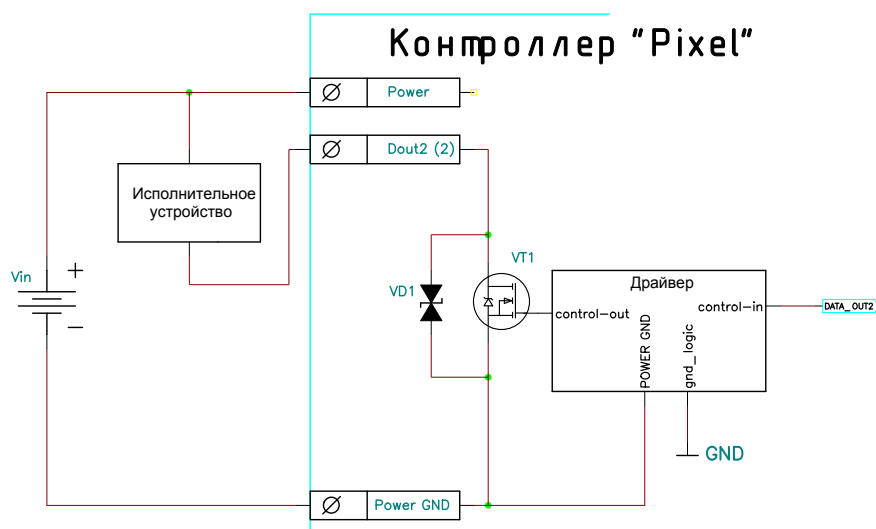 Контроллер "Pixel"
Power
Dout2 (2)
Исполнительное
устройство
Vin
+
−
VD1
VT1
Драйвер
control-out
control-in
POWER GND
gnd_logic
DATA_OUT2
GND
Power GND